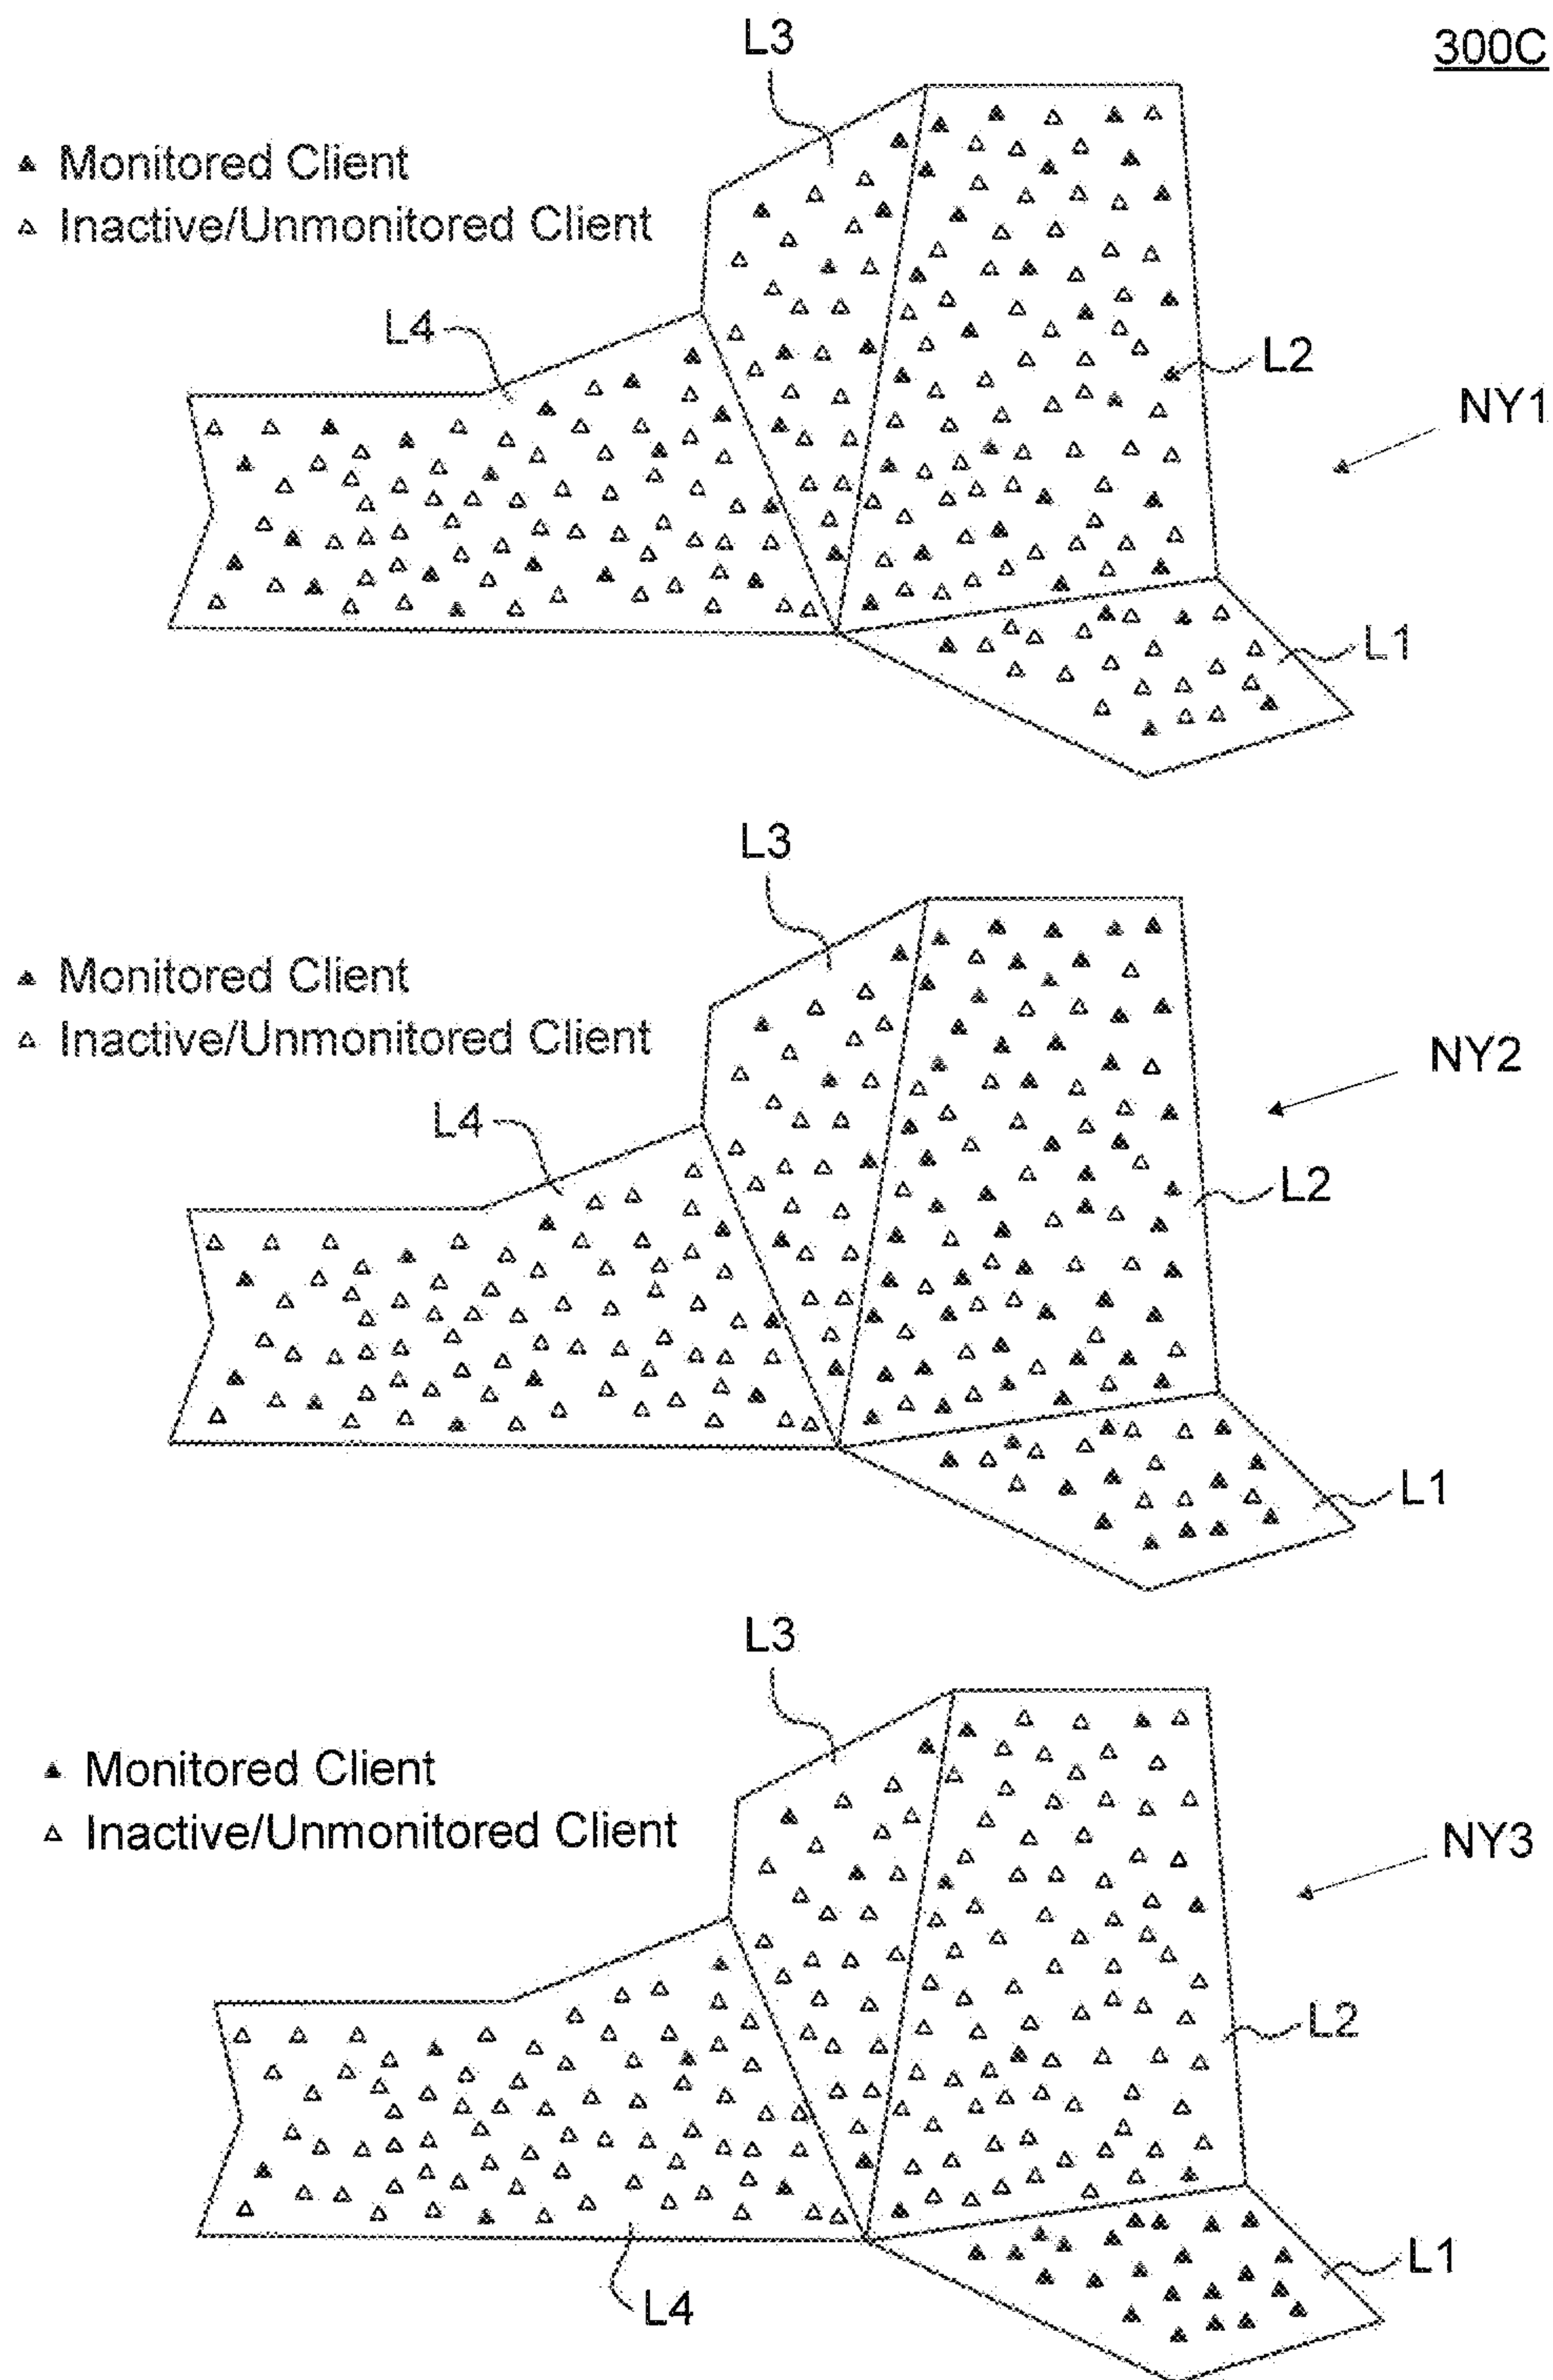 300C
L3
Monitored Client
Inactive/Unmonitored Client
L4
L2
NY1
L1
L3
Monitored Client
Inactive/Unmonitored Client
NY2
L4
L2
L1
L3
Monitored Client
Inactive/Unmonitored Client
NY3
L2
L1
L4